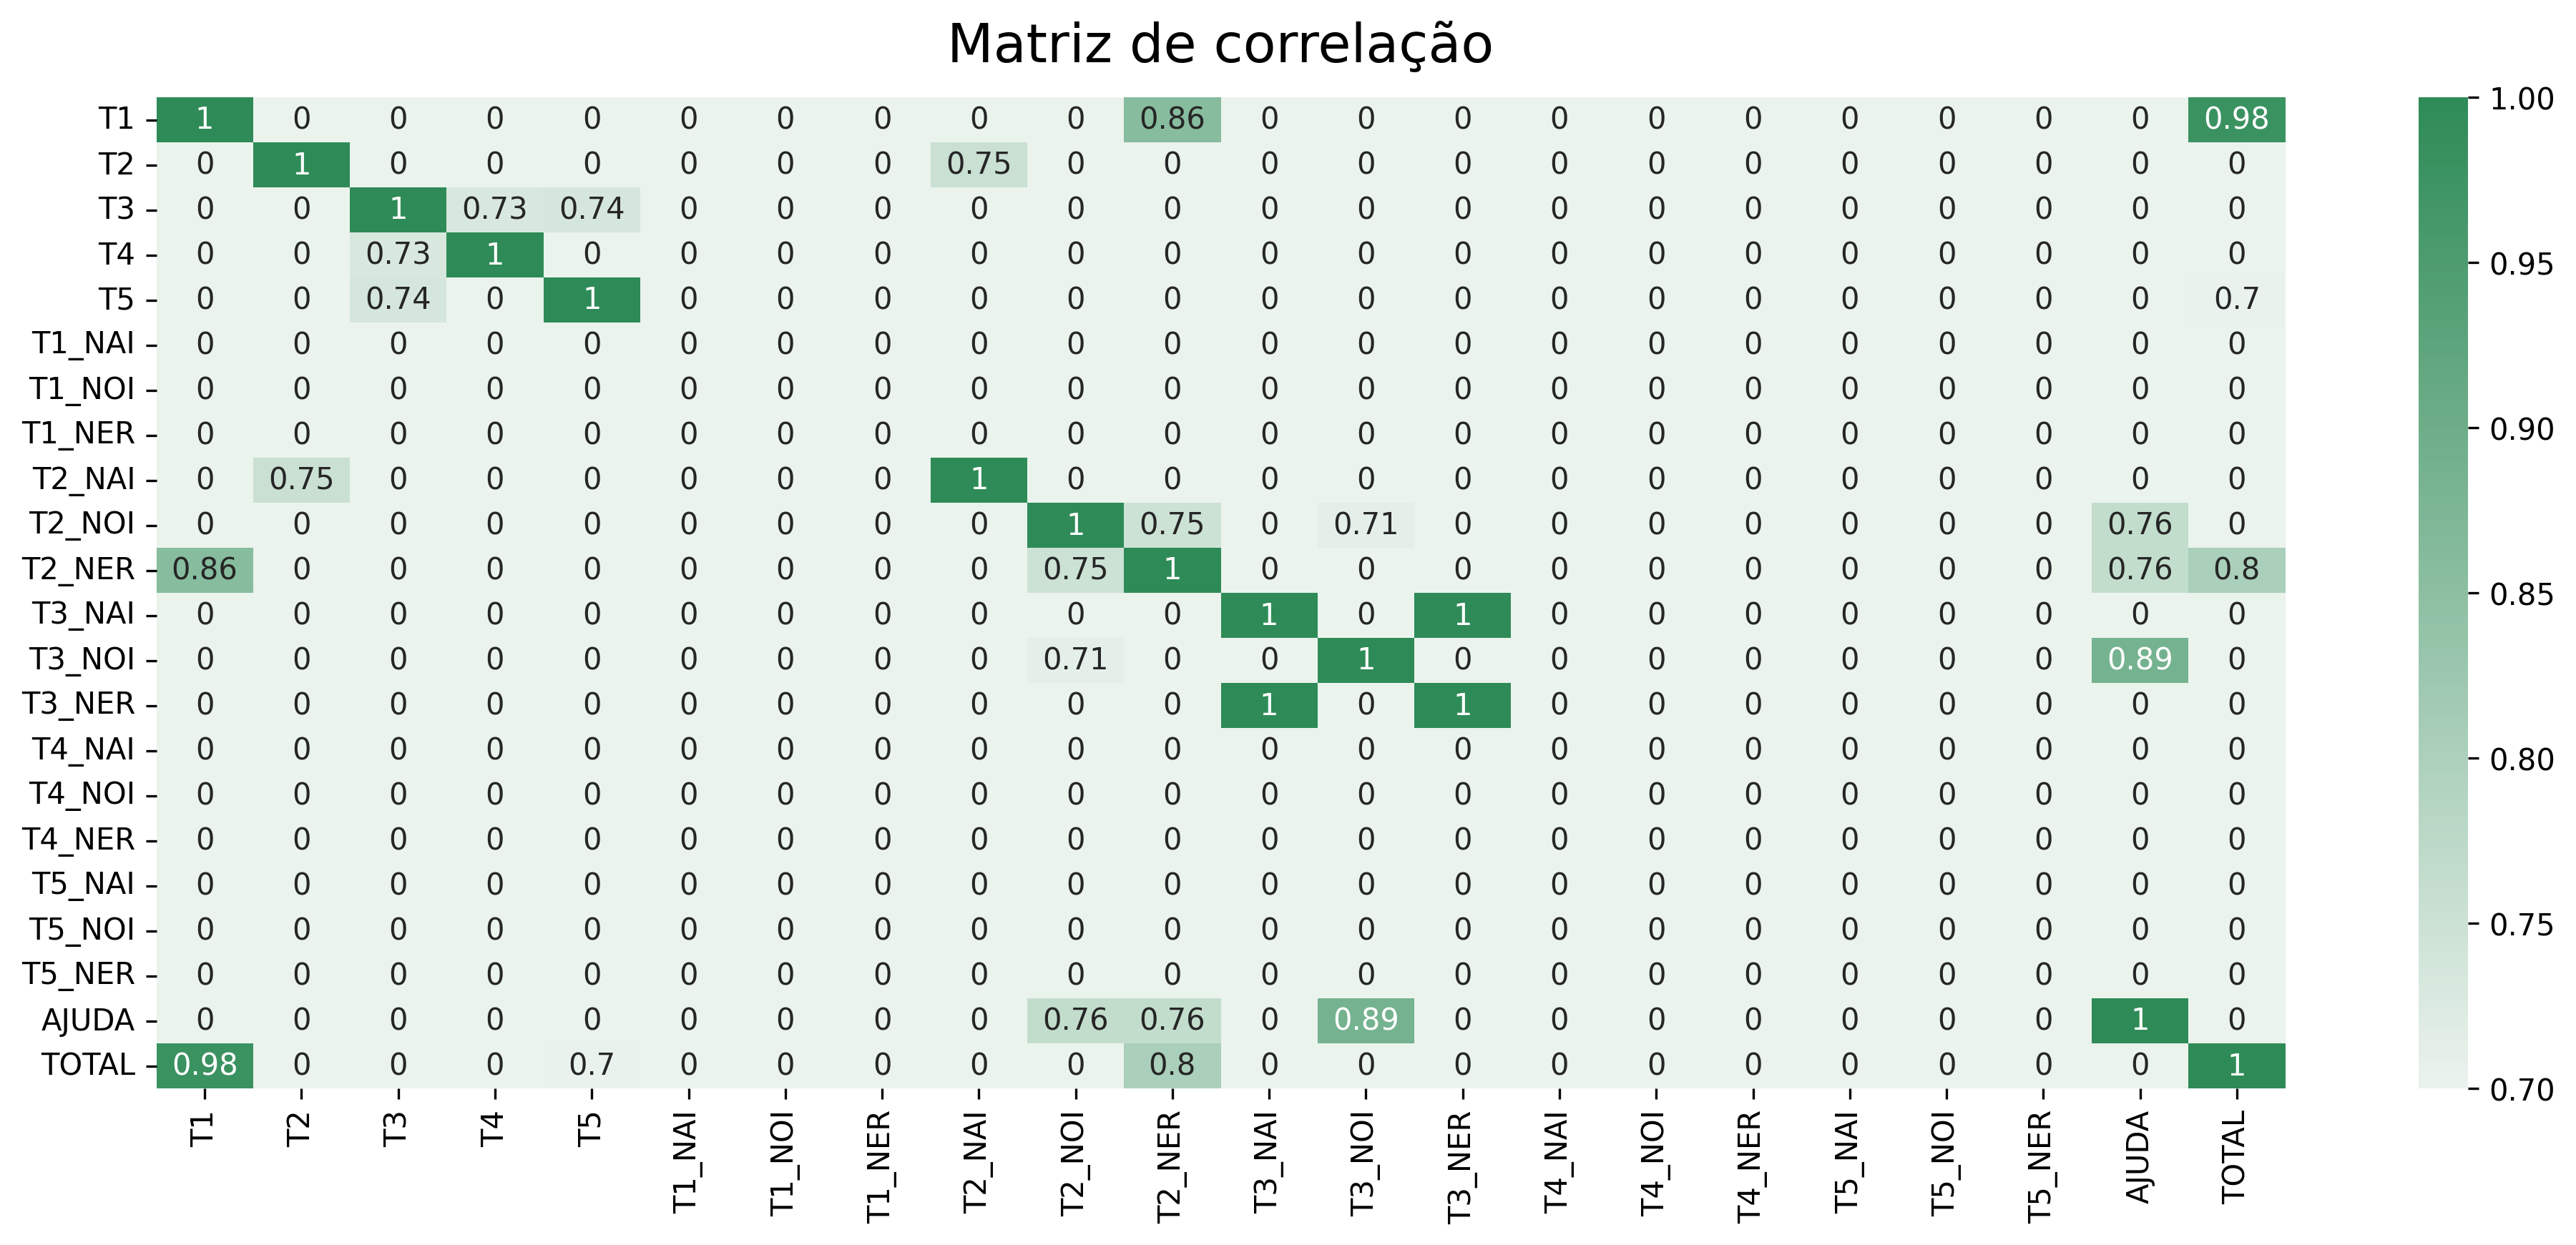 Matriz de correlação
T1 1 0 0 0 0 0 0 0 0 0 0.86 0 0 0 0 0 0 0 0 0 0 0.98
T2 0 1 0 0 0 0 0 0 0.75 0 0 0 0 0 0 0 0 0 0 0 0 0
T3 0 0 1 0.73 0.74 0 0 0 0 0 0 0 0 0 0 0 0 0 0 0 0 0
T4 0 0 0.73 1 0 0 0 0 0 0 0 0 0 0 0 0 0 0 0 0 0 0
T5 0 0 0.74 0 1 0 0 0 0 0 0 0 0 0 0 0 0 0 0 0 0 0.7
T1_NAI 0 0 0 0 0 0 0 0 0 0 0 0 0 0 0 0 0 0 0 0 0 0
T1_NOI 0 0 0 0 0 0 0 0 0 0 0 0 0 0 0 0 0 0 0 0 0 0
T1_NER 0 0 0 0 0 0 0 0 0 0 0 0 0 0 0 0 0 0 0 0 0 0
T2_NAI 0 0.75 0 0 0 0 0 0 1 0 0 0 0 0 0 0 0 0 0 0 0 0
T2_NOI 0 0 0 0 0 0 0 0 0 1 0.75 0 0.71 0 0 0 0 0 0 0 0.76 0
T2_NER 0.86 0 0 0 0 0 0 0 0 0.75 1 0 0 0 0 0 0 0 0 0 0.76 0.8
T3_NAI 0 0 0 0 0 0 0 0 0 0 0 1 0 1 0 0 0 0 0 0 0 0
T3_NOI 0 0 0 0 0 0 0 0 0 0.71 0 0 1 0 0 0 0 0 0 0 0.89 0
T3_NER 0 0 0 0 0 0 0 0 0 0 0 1 0 1 0 0 0 0 0 0 0 0
T4_NAI 0 0 0 0 0 0 0 0 0 0 0 0 0 0 0 0 0 0 0 0 0 0
T4_NOI 0 0 0 0 0 0 0 0 0 0 0 0 0 0 0 0 0 0 0 0 0 0
T4_NER 0 0 0 0 0 0 0 0 0 0 0 0 0 0 0 0 0 0 0 0 0 0
T5_NAI 0 0 0 0 0 0 0 0 0 0 0 0 0 0 0 0 0 0 0 0 0 0
T5_NOI 0 0 0 0 0 0 0 0 0 0 0 0 0 0 0 0 0 0 0 0 0 0
T5_NER 0 0 0 0 0 0 0 0 0 0 0 0 0 0 0 0 0 0 0 0 0 0
AJUDA 0 0 0 0 0 0 0 0 0 0.76 0.76 0 0.89 0 0 0 0 0 0 0 1 0
TOTAL 0.98 0 0 0 0.7 0 0 0 0 0 0.8 0 0 0 0 0 0 0 0 0 0 1
T1 T2 T3 T4 T5 T1_NAI T1_NOI T1_NER T2_NAI T2_NOI T2_NER T3_NAI T3_NOI T3_NER T4_NAI T4_NOI T4_NER T5_NAI T5_NOI T5_NER AJUDA TOTAL
1.00
0.95
0.90
0.85
0.80
0.75
0.70